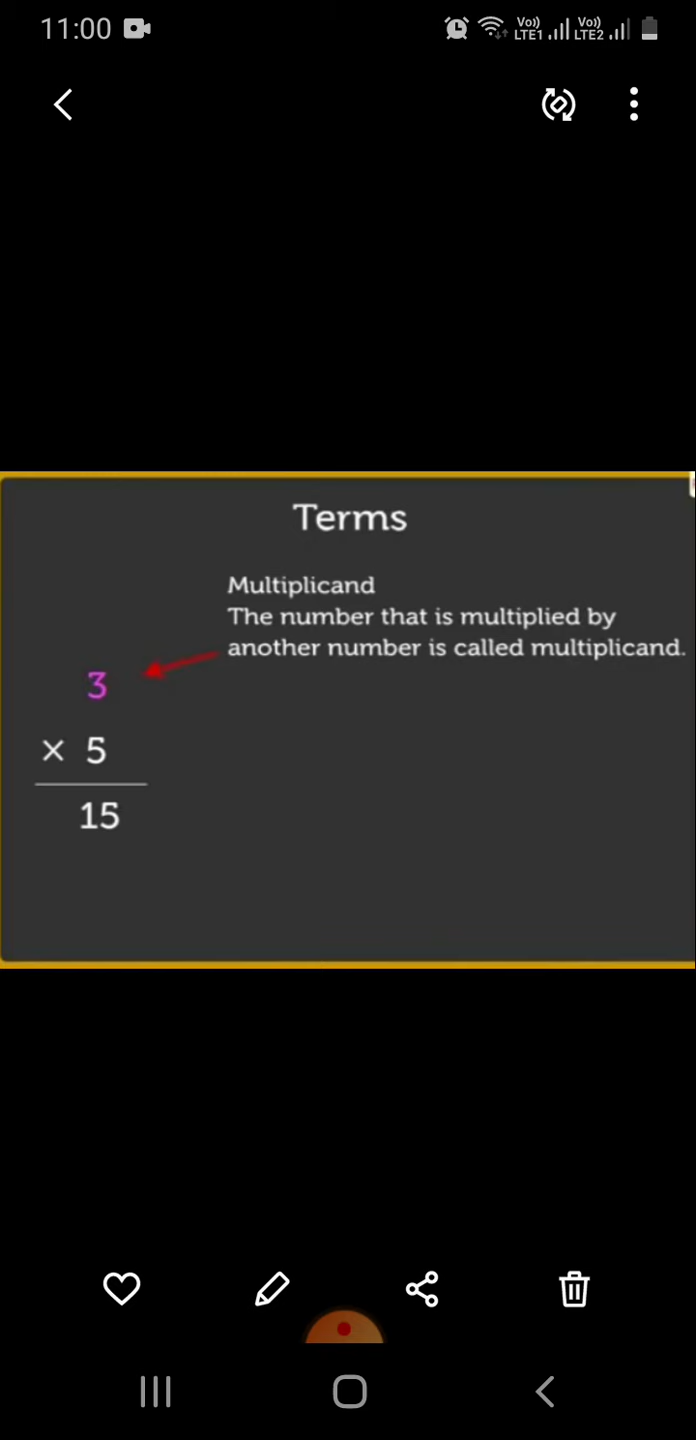 11:00
Vo)) Vo))
LTE1 LTE2
Terms
Multiplicand
The number that is multiplied by
another number is called multiplicand.
3
× 5
15